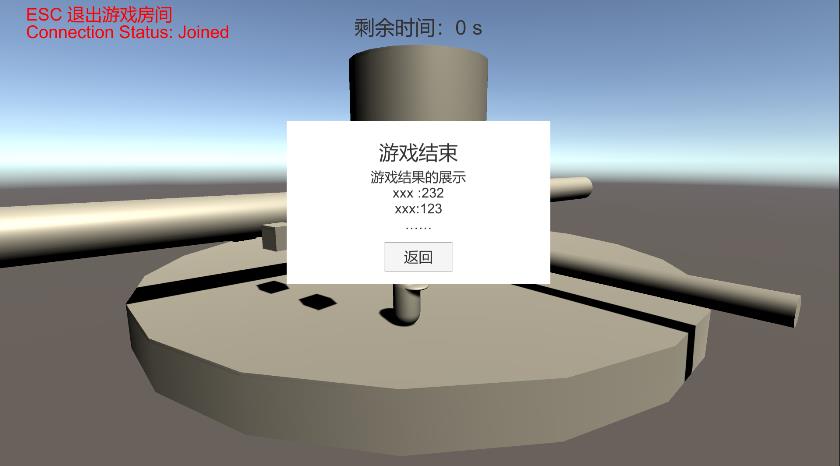 ESC 退出游戏房间
Connection Status: Joined
剩余时间：0 s
游戏结束
游戏结果的展示
xxx :232
xxx:123
……
返回